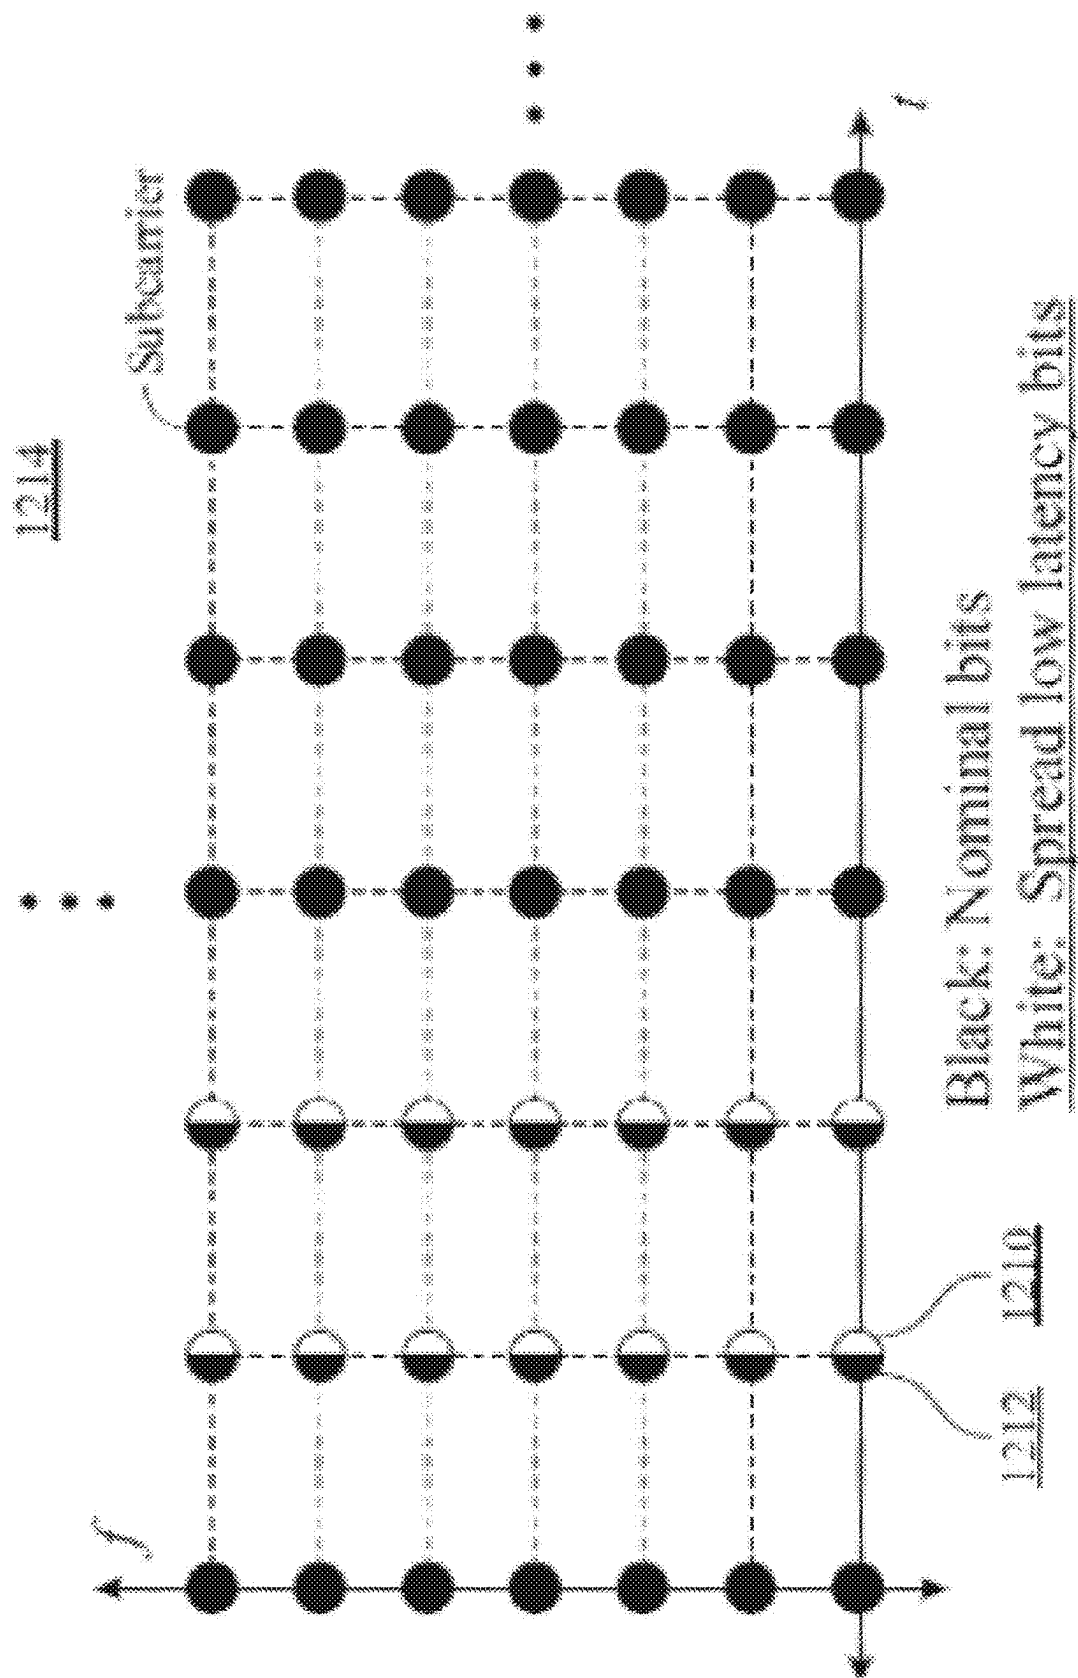 1214
f
Subcarrier
t
1212
1210
Black: Nominal bits
White: Spread low latency bits